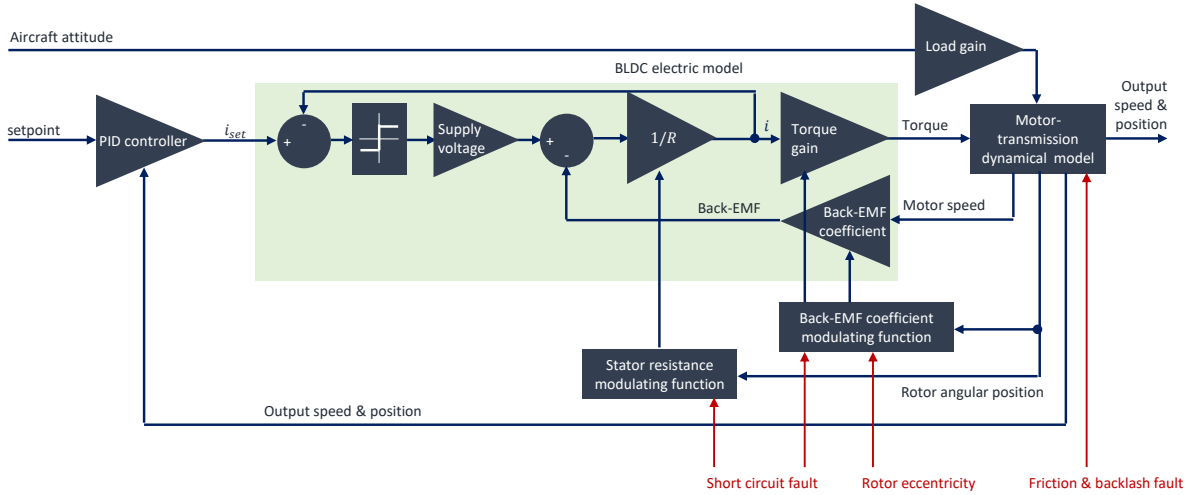 Aircraft attitude
Load gain
BLDC electric model
Output
speed &
position
setpoint
PID controller
i_set
-
+
Supply
voltage
+
-
1/R
i
Torque
gain
Torque
Motor-
transmission
dynamical model
Back-EMF
Back-EMF
coefficient
Motor speed
Back-EMF coefficient
modulating function
Stator resistance
modulating function
Rotor angular position
Output speed & position
Short circuit fault
Rotor eccentricity
Friction & backlash fault